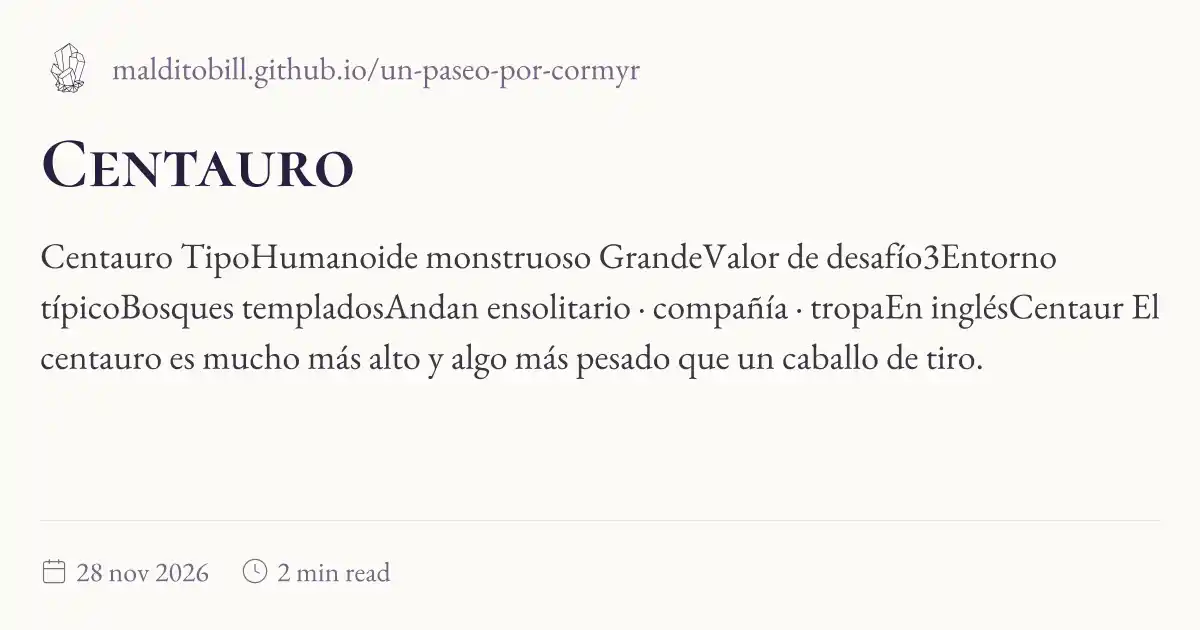 malditobill.github.io/un-paseo-por-cormyr
Centauro
Centauro TipoHumanoide monstruoso GrandeValor de desafío3Entorno
típicoBosques templadosAndan ensolitario · compañía · tropaEn inglésCentaur El
centauro es mucho más alto y algo más pesado que un caballo de tiro.
28 nov 2026
2 min read